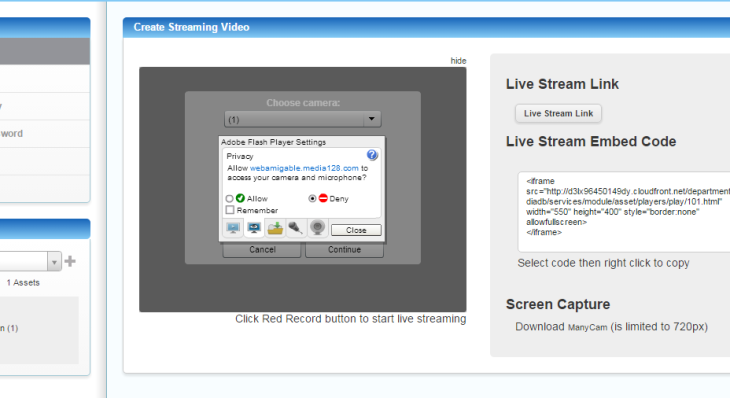 Create Streaming Video
hide
Choose camera:
(1)
Adobe Flash Player Settings
Privacy
Allow webamigable.media128.com to
access your camera and microphone?
Allow
Deny
Remember
Close
Cancel
Continue
Click Red Record button to start live streaming
Live Stream Link
Live Stream Link
Live Stream Embed Code
<iframe
src="http://d3lx96450149dy.cloudfront.net/department
diadb/services/module/asset/players/play/101.html"
width="550" height="400" style="border:none"
allowfullscreen>
</iframe>
Select code then right click to copy
Screen Capture
Download ManyCam (is limited to 720px)
y
word
1 Assets
n (1)